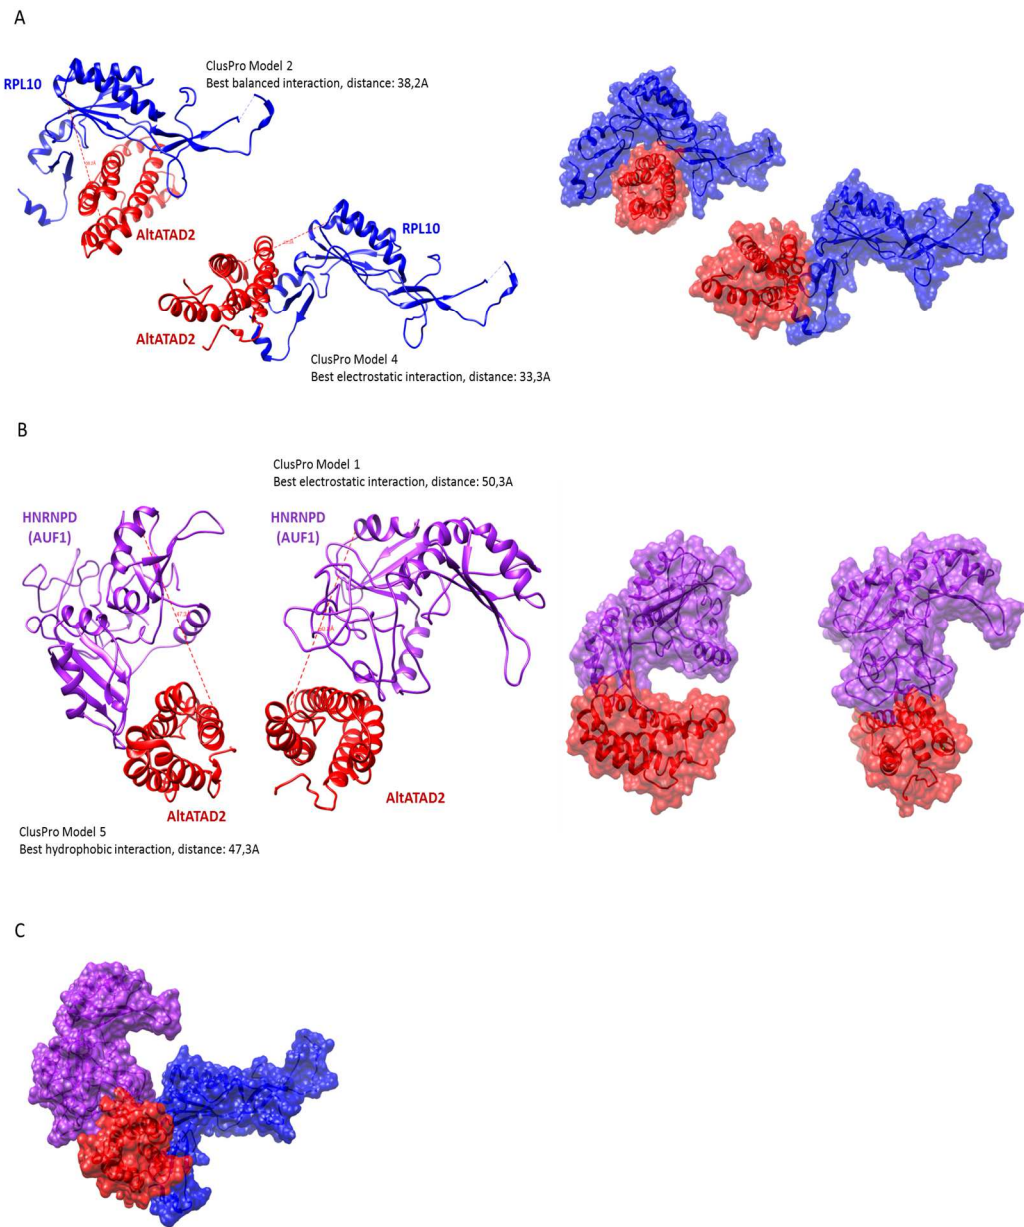 A
ClusPro Model 2
Best balanced interaction, distance: 38,2A
RPL10
AltATAD2
RPL10
AltATAD2
ClusPro Model 4
Best electrostatic interaction, distance: 33,3A
B
ClusPro Model 1
Best electrostatic interaction, distance: 50,3A
HNRNPD
(AUF1)
HNRNPD
(AUF1)
AltATAD2
AltATAD2
ClusPro Model 5
Best hydrophobic interaction, distance: 47,3A
C